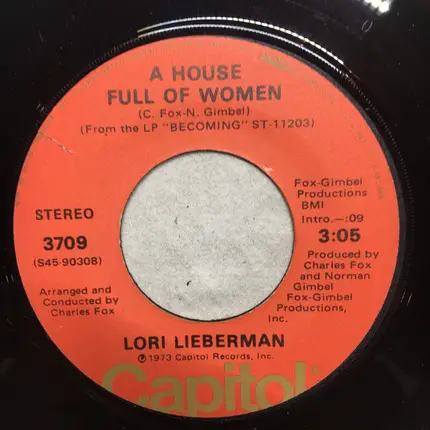 A HOUSE
FULL OF WOMEN
(C. Fox-N. Gimbel)
(From the LP "BECOMING" ST-11203)
STEREO
3709
(S45-90308)
Arranged and
Conducted by
Charles Fox
Fox-Gimbel
Productions
BMI
Intro.—:09
3:05
Produced by
Charles Fox
and Norman
Gimbel
Fox-Gimbel
Productions,
Inc.
LORI LIEBERMAN
℗ 1973 Capitol Records, Inc.
Capitol